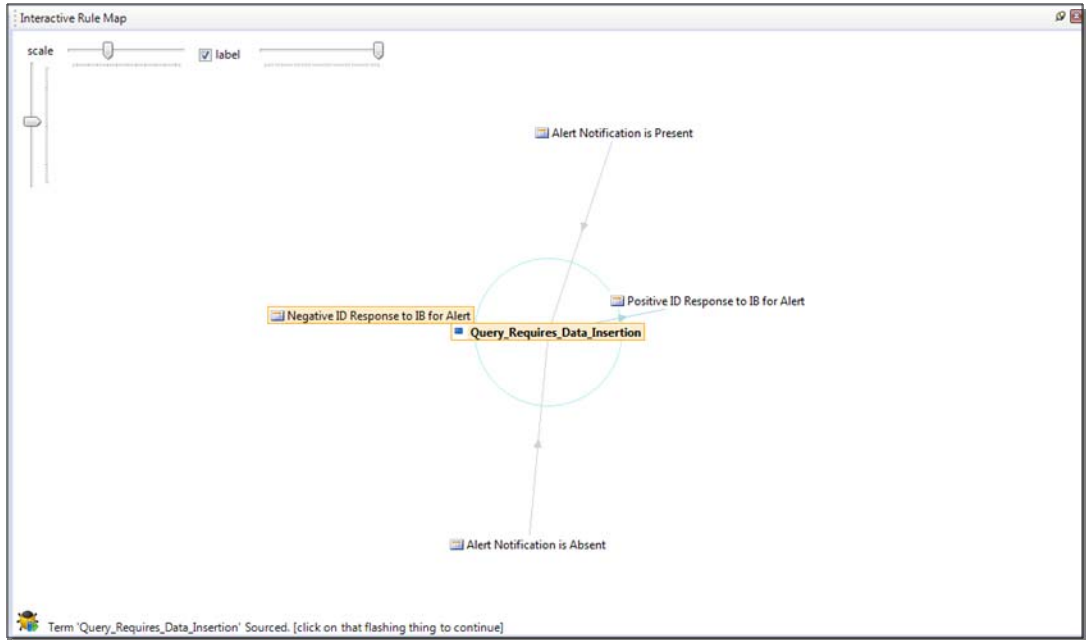 Interactive Rule Map
scale
label
Alert Notification is Present
Positive ID Response to IB for Alert
Negative ID Response to IB for Alert
Query_Requires_Data_Insertion
Alert Notification is Absent
Term 'Query_Requires_Data_Insertion' Sourced. [click on that flashing thing to continue]